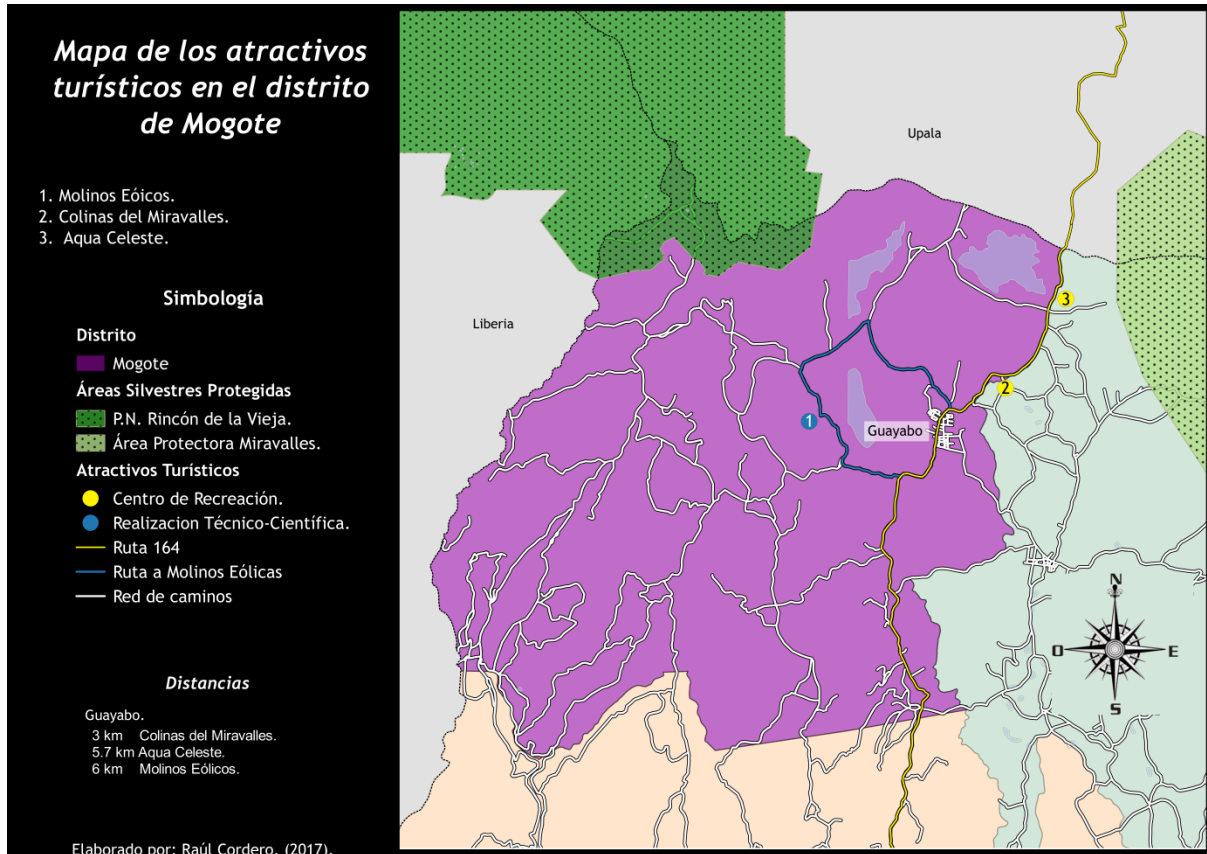 Mapa de los atractivos
turísticos en el distrito
de Mogote
1. Molinos Eóicos.
2. Colinas del Miravalles.
3. Aqua Celeste.
Simbología
Distrito
Mogote
Áreas Silvestres Protegidas
P.N. Rincón de la Vieja.
Área Protectora Miravalles.
Atractivos Turísticos
Centro de Recreación.
Realizacion Técnico-Científica.
Ruta 164
Ruta a Molinos Eólicas
Red de caminos
Distancias
Guayabo.
3 km Colinas del Miravalles.
5.7 km Aqua Celeste.
6 km Molinos Eólicos.
Elaborado por: Raúl Cordero. (2017).
Upala
Liberia
3
2
1
Guayabo
N
O
E
S